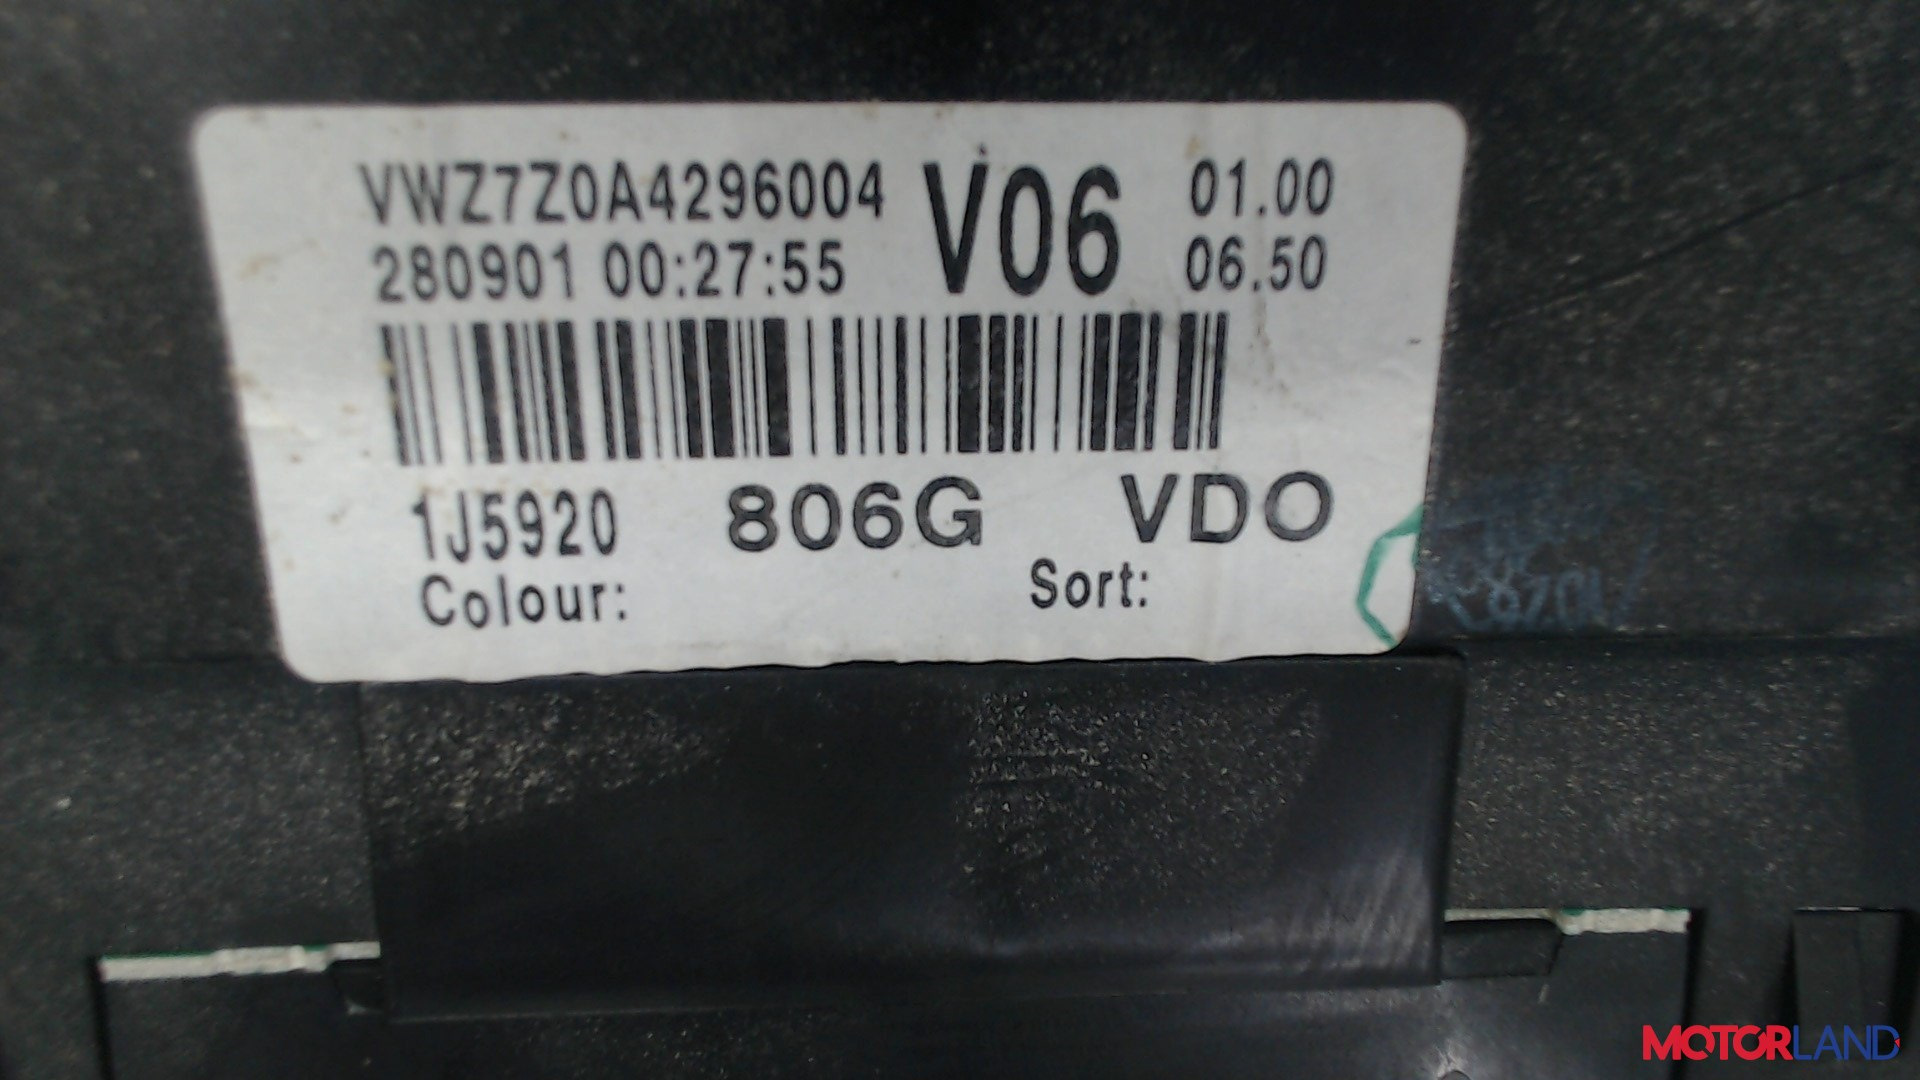 VWZ7Z0A4296004 V06 01.00
280901 00:27:55 06.50
1J5920 806G VDO
Colour: Sort:
MOTORLAND